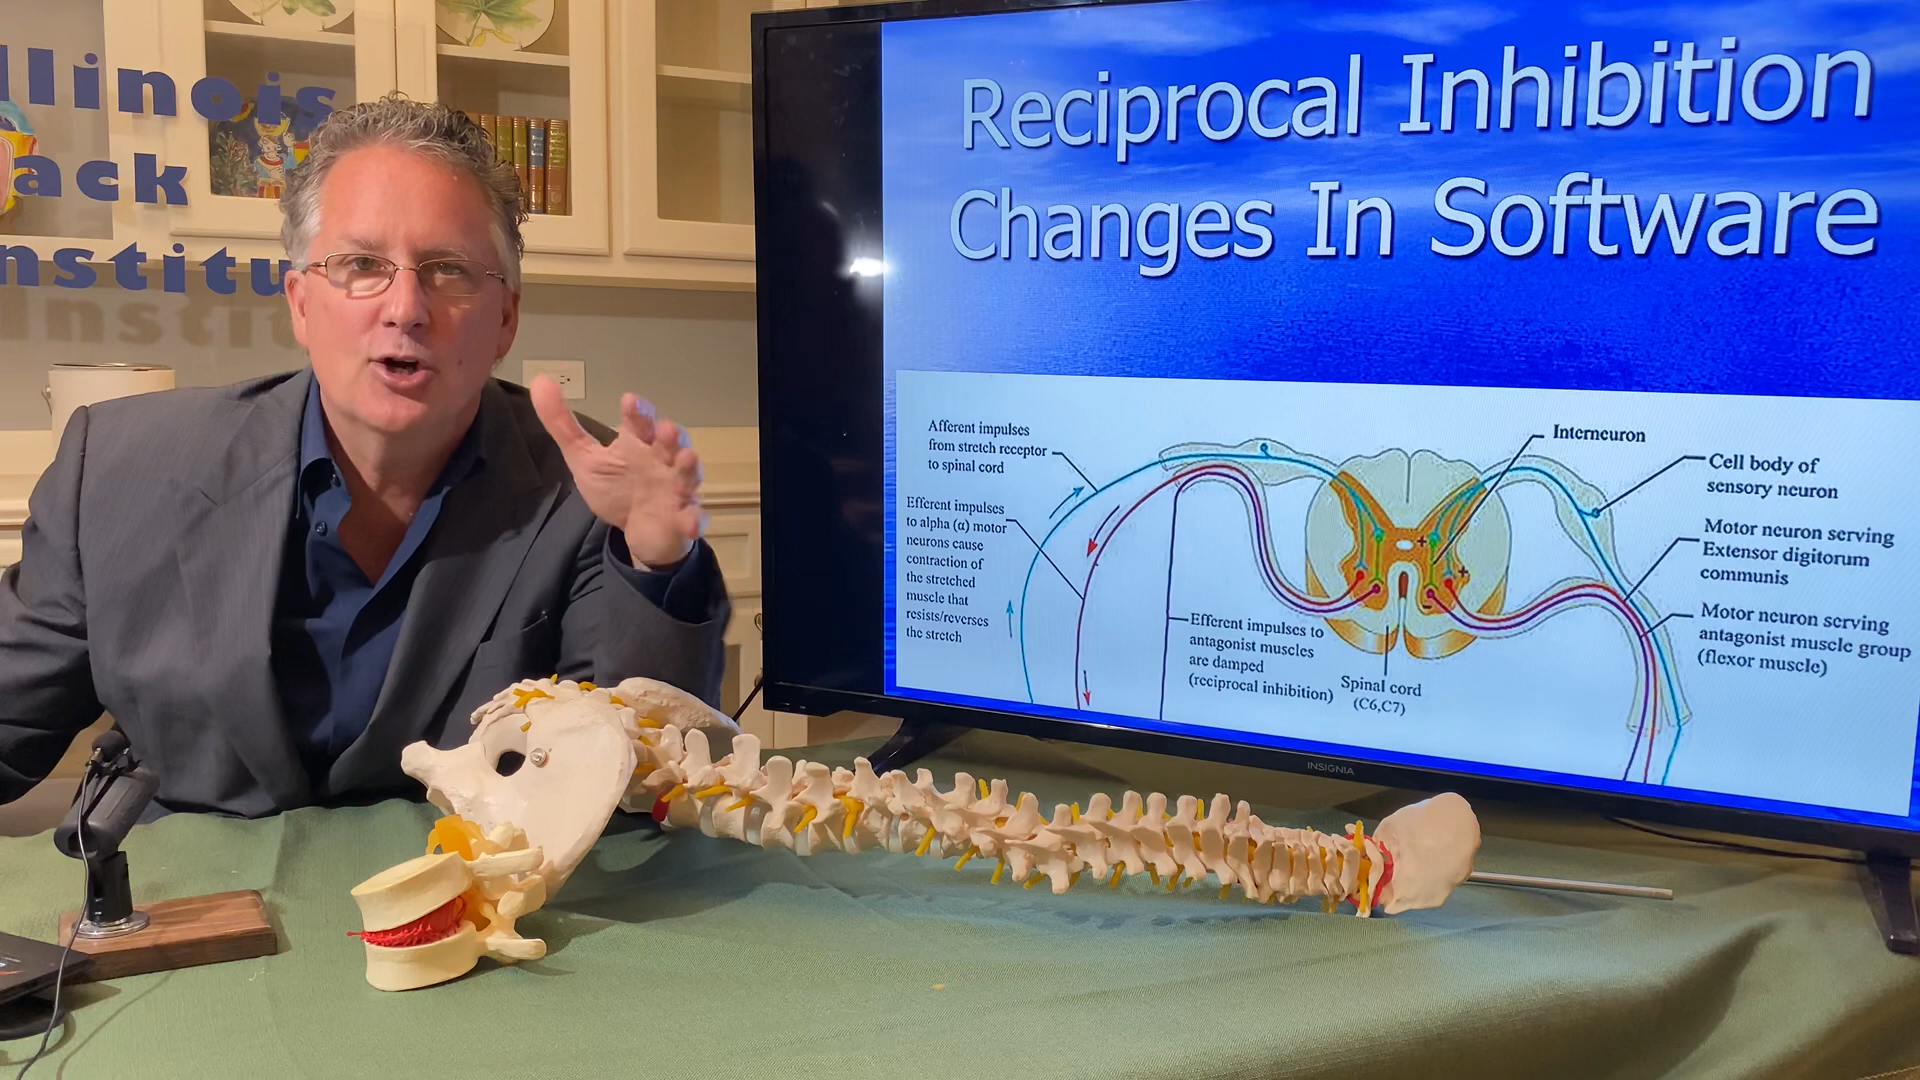 llinois
ack
nstitu
Reciprocal Inhibition
Changes In Software
Afferent impulses
from stretch receptor
to spinal cord
Efferent impulses
to alpha (α) motor
neurons cause
contraction of
the stretched
muscle that
resists/reverses
the stretch
Efferent impulses to
antagonist muscles
are damped
(reciprocal inhibition)
Spinal cord
(C6,C7)
Interneuron
Cell body of
sensory neuron
Motor neuron serving
Extensor digitorum
communis
Motor neuron serving
antagonist muscle group
(flexor muscle)
+
+
INSIGNIA